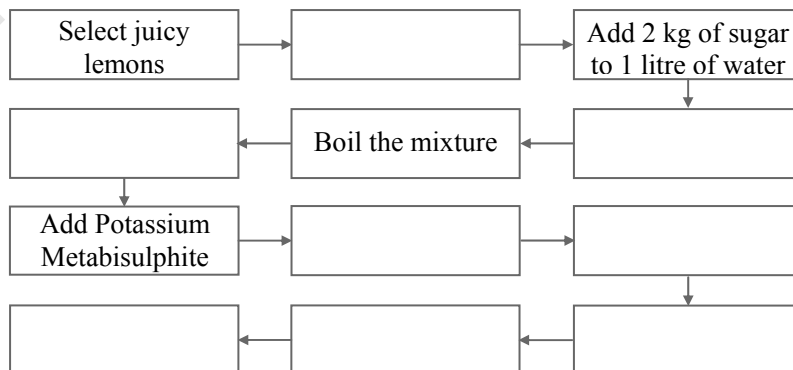 Select juicy
lemons
Add 2 kg of sugar
to 1 litre of water
Boil the mixture
Add Potassium
Metabisulphite